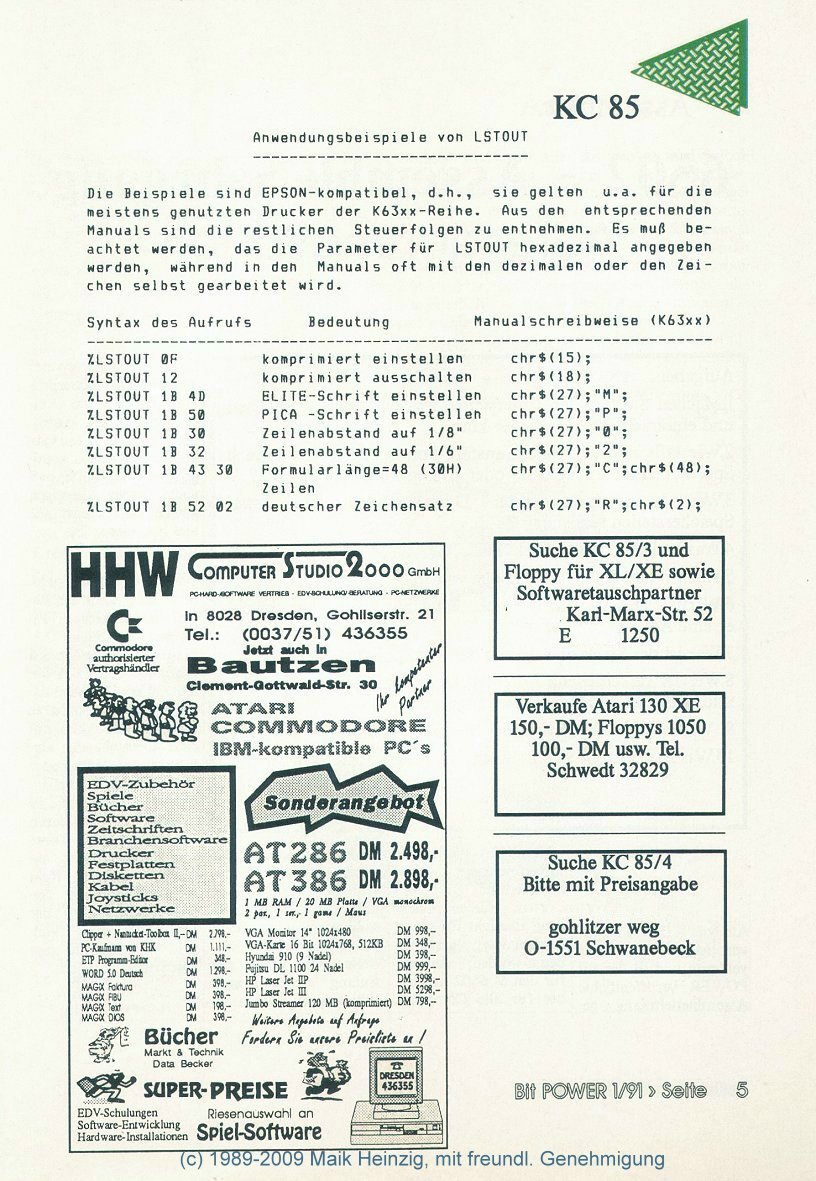 KC 85
Anwendungsbeispiele von LSTOUT
Die Beispiele sind EPSON-kompatibel, d.h., sie gelten u.a. für die
meistens genutzten Drucker der K63xx-Reihe. Aus den entsprechenden
Manuals sind die restlichen Steuerfolgen zu entnehmen. Es muß be-
achtet werden, das die Parameter für LSTOUT hexadezimal angegeben
werden, während in den Manuals oft mit den dezimalen oder den Zei-
chen selbst gearbeitet wird.
Syntax des Aufrufs Bedeutung Manualschreibweise (K63xx)
%LSTOUT 0F komprimiert einstellen chr$(15);
%LSTOUT 12 komprimiert ausschalten chr$(18);
%LSTOUT 1B 4D ELITE-Schrift einstellen chr$(27);"M";
%LSTOUT 1B 50 PICA -Schrift einstellen chr$(27);"P";
%LSTOUT 1B 30 Zeilenabstand auf 1/8" chr$(27);"0";
%LSTOUT 1B 32 Zeilenabstand auf 1/6" chr$(27);"2";
%LSTOUT 1B 43 30 Formularlänge=48 (30H) chr$(27);"C";chr$(48);
Zeilen
%LSTOUT 1B 52 02 deutscher Zeichensatz chr$(27);"R";chr$(2);
HHW COMPUTER STUDIO 2000 GmbH
PC-HARD-&SOFTWARE VERTRIEB - EDV-SCHULUNG/-BERATUNG - PC-NETZWERKE
in 8028 Dresden, Gohliserstr. 21
Tel.: (0037/51) 436355
Commodore
authorisierter
Vertragshändler
Jetzt auch in
Bautzen
Clement-Gottwald-Str. 30
Ihr kompetenter
Partner
ATARI
COMMODORE
IBM-kompatible PC´s
EDV-Zubehör
Spiele
Bücher
Software
Zeitschriften
Branchensoftware
Drucker
Festplatten
Disketten
Kabel
Joysticks
Netzwerke
Sonderangebot
AT286 DM 2.498,-
AT386 DM 2.898,-
1 MB RAM / 20 MB Platte / VGA monochrom
2 par, 1 ser,- 1 game / Maus
Clipper + Nantucket-Toolbox II,- DM 2.798,-
PC-Kaufmann von KHK DM 1.111,-
ETP Programm-Editor DM 348,-
WORD 5.0 Deutsch DM 1.298,-
MAGIX Faktura DM 398,-
MAGIX FIBU DM 398,-
MAGIX Text DM 198,-
MAGIX DIOS DM 398,-
VGA Monitor 14" 1024x480 DM 998,-
VGA-Karte 16 Bit 1024x768, 512KB DM 348,-
Hyundai 910 (9 Nadel) DM 398,-
Fujitsu DL 1100 24 Nadel DM 999,-
HP Laser Jet IIP DM 3998,-
HP Laser Jet III DM 5298,-
Jumbo Streamer 120 MB (komprimiert) DM 798,-
Weitere Angebote auf Anfrage
Fordern Sie unsere Preisliste an !
Bücher
Markt & Technik
Data Becker
SUPER-PREISE
DRESDEN
436355
EDV-Schulungen
Software-Entwicklung
Hardware-Installationen
Riesenauswahl an
Spiel-Software
Suche KC 85/3 und
Floppy für XL/XE sowie
Softwaretauschpartner
Karl-Marx-Str. 52
E 1250
Verkaufe Atari 130 XE
150,- DM; Floppys 1050
100,- DM usw. Tel.
Schwedt 32829
Suche KC 85/4
Bitte mit Preisangabe
gohlitzer weg
O-1551 Schwanebeck
Bit POWER 1/91 › Seite 5
(c) 1989-2009 Maik Heinzig, mit freundl. Genehmigung